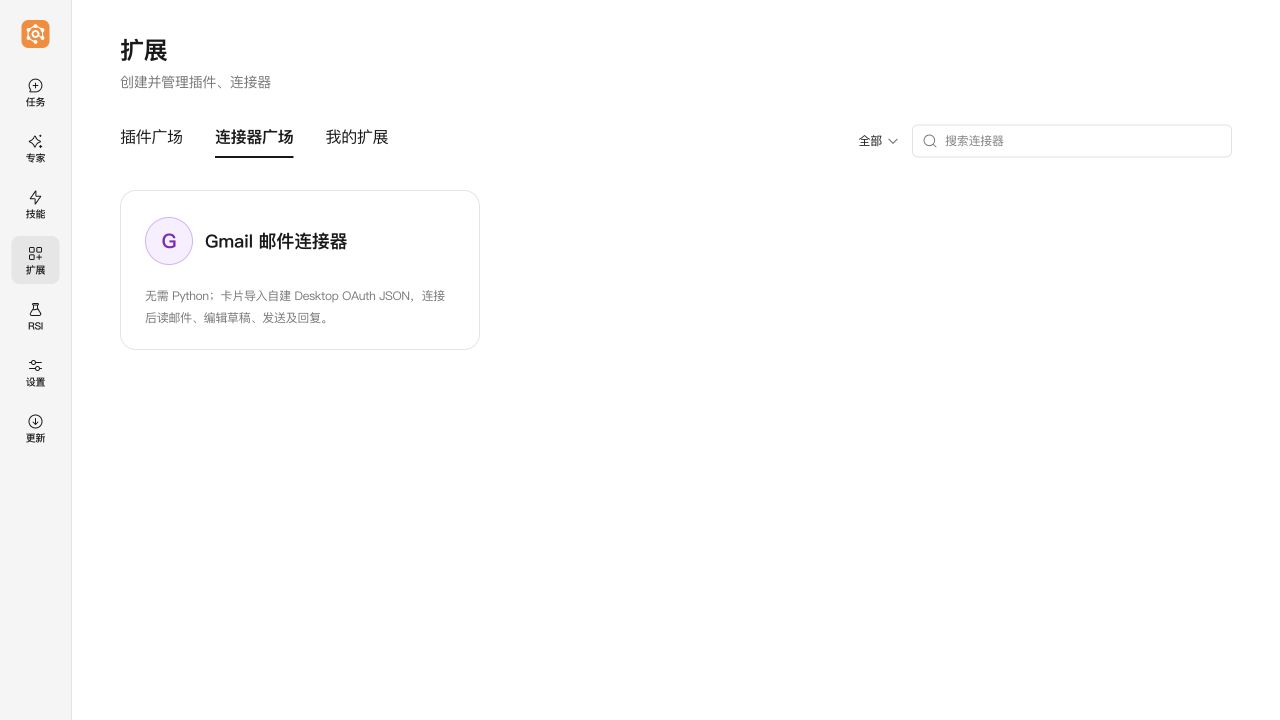 任务
专家
技能
扩展
RSI
设置
更新
扩展
创建并管理插件、连接器
插件广场
连接器广场
我的扩展
全部
搜索连接器
G
Gmail 邮件连接器
无需 Python；卡片导入自建 Desktop OAuth JSON，连接
后读邮件、编辑草稿、发送及回复。